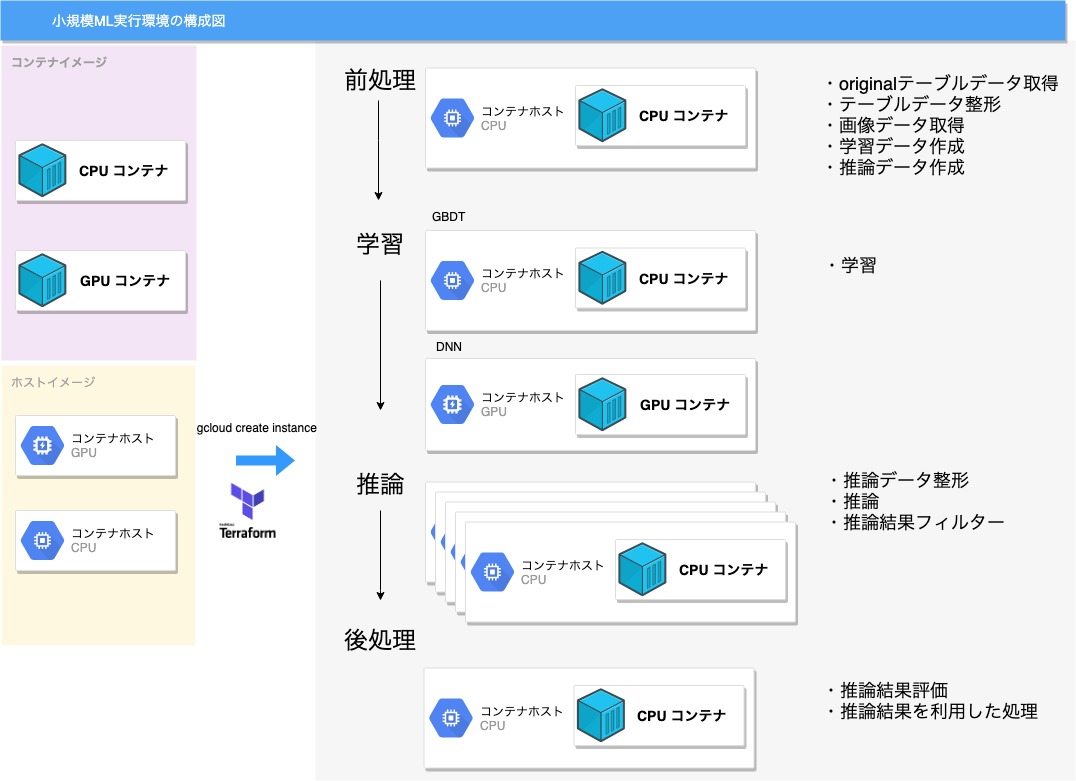 小規模ML実行環境の構成図
コンテナイメージ
CPU コンテナ
GPU コンテナ
ホストイメージ
コンテナホスト
GPU
コンテナホスト
CPU
gcloud create instance
Terraform
前処理
コンテナホスト
CPU
CPU コンテナ
・originalテーブルデータ取得
・テーブルデータ整形
・画像データ取得
・学習データ作成
・推論データ作成
学習
GBDT
コンテナホスト
CPU
CPU コンテナ
・学習
DNN
コンテナホスト
GPU
GPU コンテナ
推論
コンテナホスト
CPU
CPU コンテナ
・推論データ整形
・推論
・推論結果フィルター
後処理
コンテナホスト
CPU
CPU コンテナ
・推論結果評価
・推論結果を利用した処理